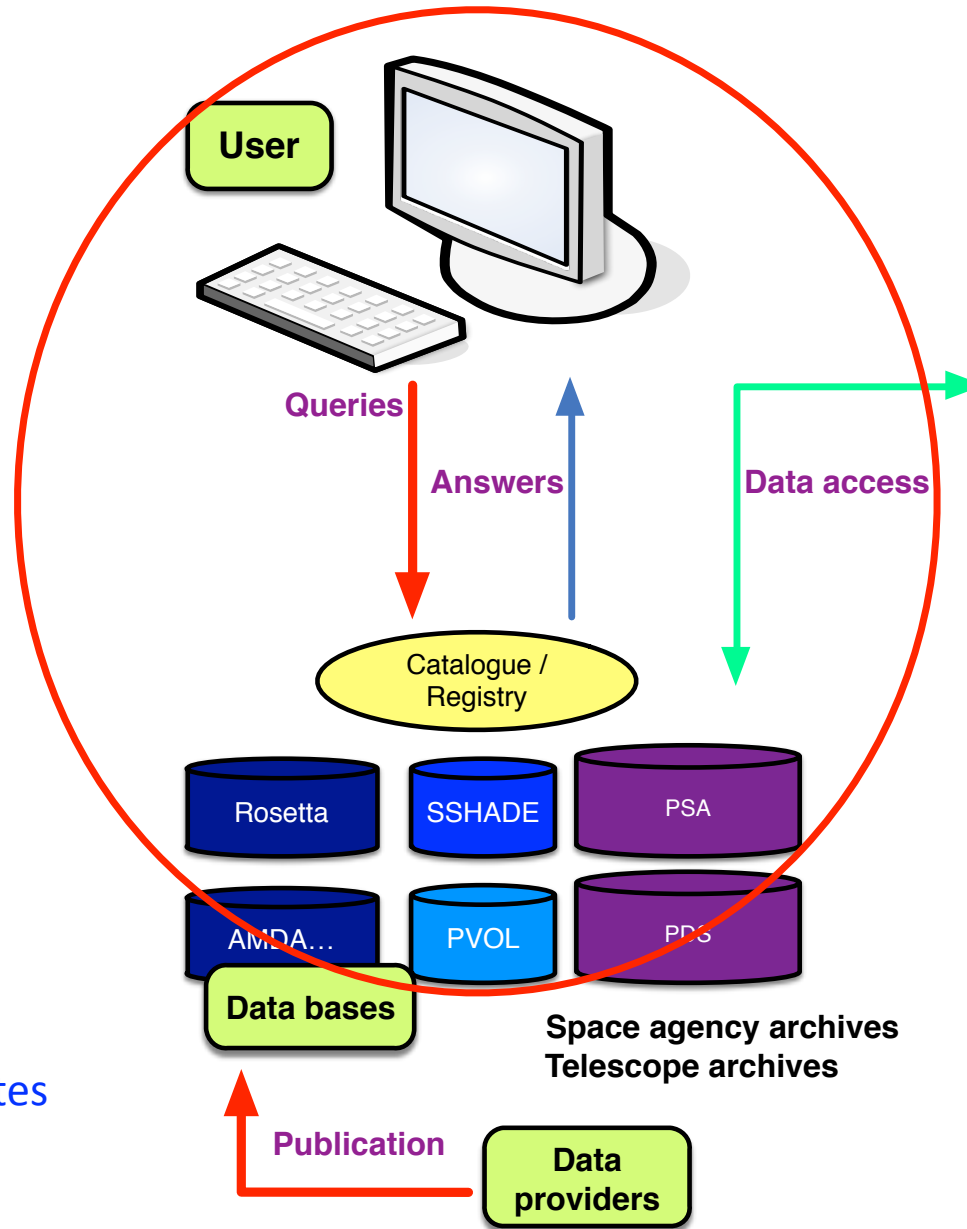 User
Queries
Answers
Data access
Catalogue /
Registry
Rosetta
SSHADE
PSA
AMDA…
PVOL
PDS
Data bases
Space agency archives
Telescope archives
Publication
Data
providers